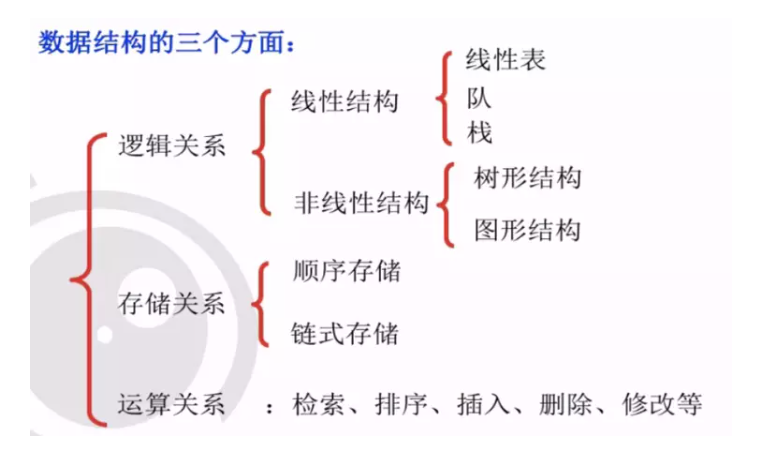 数据结构的三个方面：
逻辑关系
线性结构
线性表
队
栈
非线性结构
树形结构
图形结构
存储关系
顺序存储
链式存储
运算关系 ：检索、排序、插入、删除、修改等